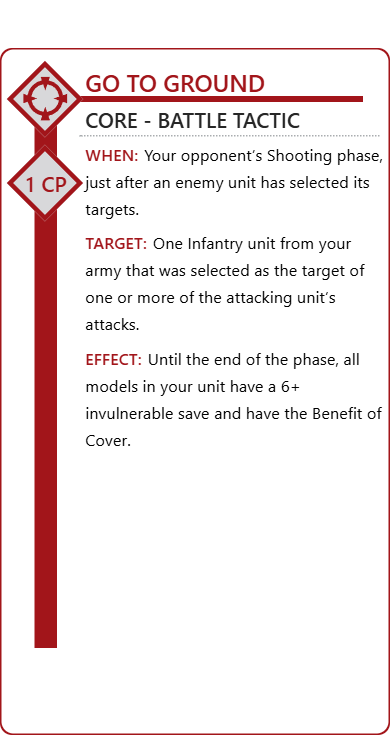 GO TO GROUND
CORE - BATTLE TACTIC
1 CP
WHEN: Your opponent's Shooting phase,
just after an enemy unit has selected its
targets.
TARGET: One Infantry unit from your
army that was selected as the target of
one or more of the attacking unit's
attacks.
EFFECT: Until the end of the phase, all
models in your unit have a 6+
invulnerable save and have the Benefit of
Cover.